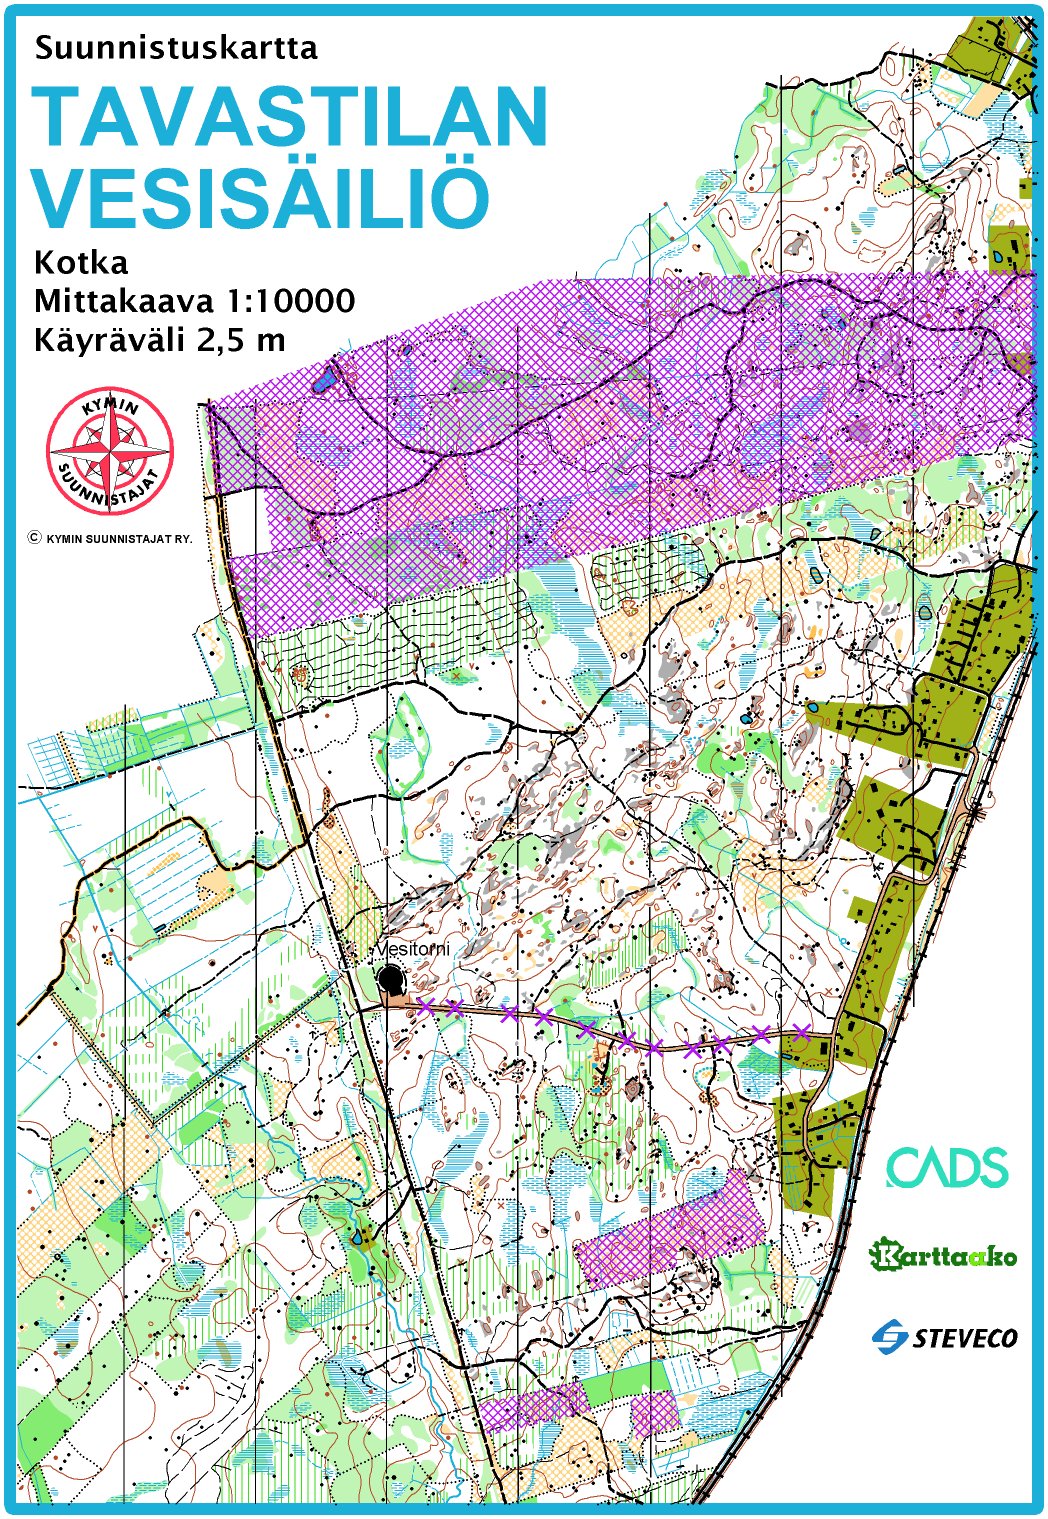 Suunnistuskartta
TAVASTILAN
VESISÄILIÖ
Kotka
Mittakaava 1:10000
Käyräväli 2,5 m
KYMIN
SUUNNISTAJAT
© KYMIN SUUNNISTAJAT RY.
Vesitorni
CADS
Karttaako
STEVECO